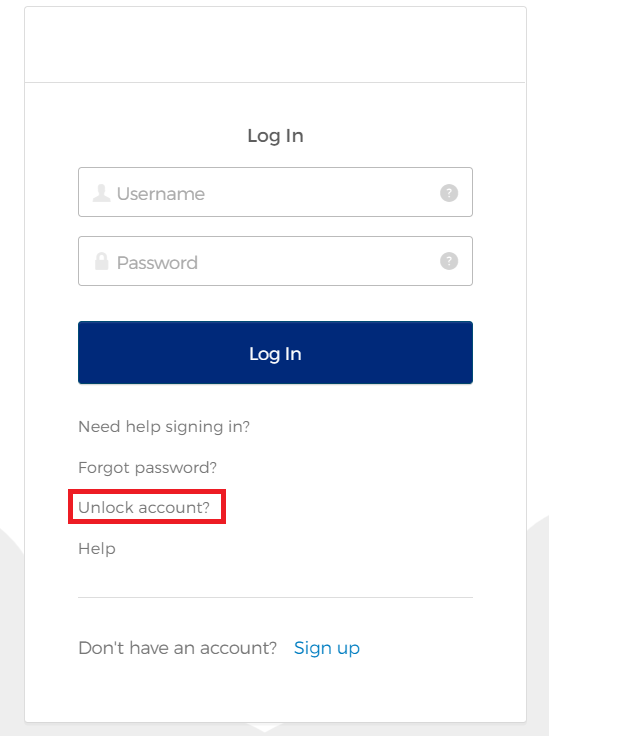 Log In
Username ?
Password ?
Log In
Need help signing in?
Forgot password?
Unlock account?
Help
Don't have an account? Sign up